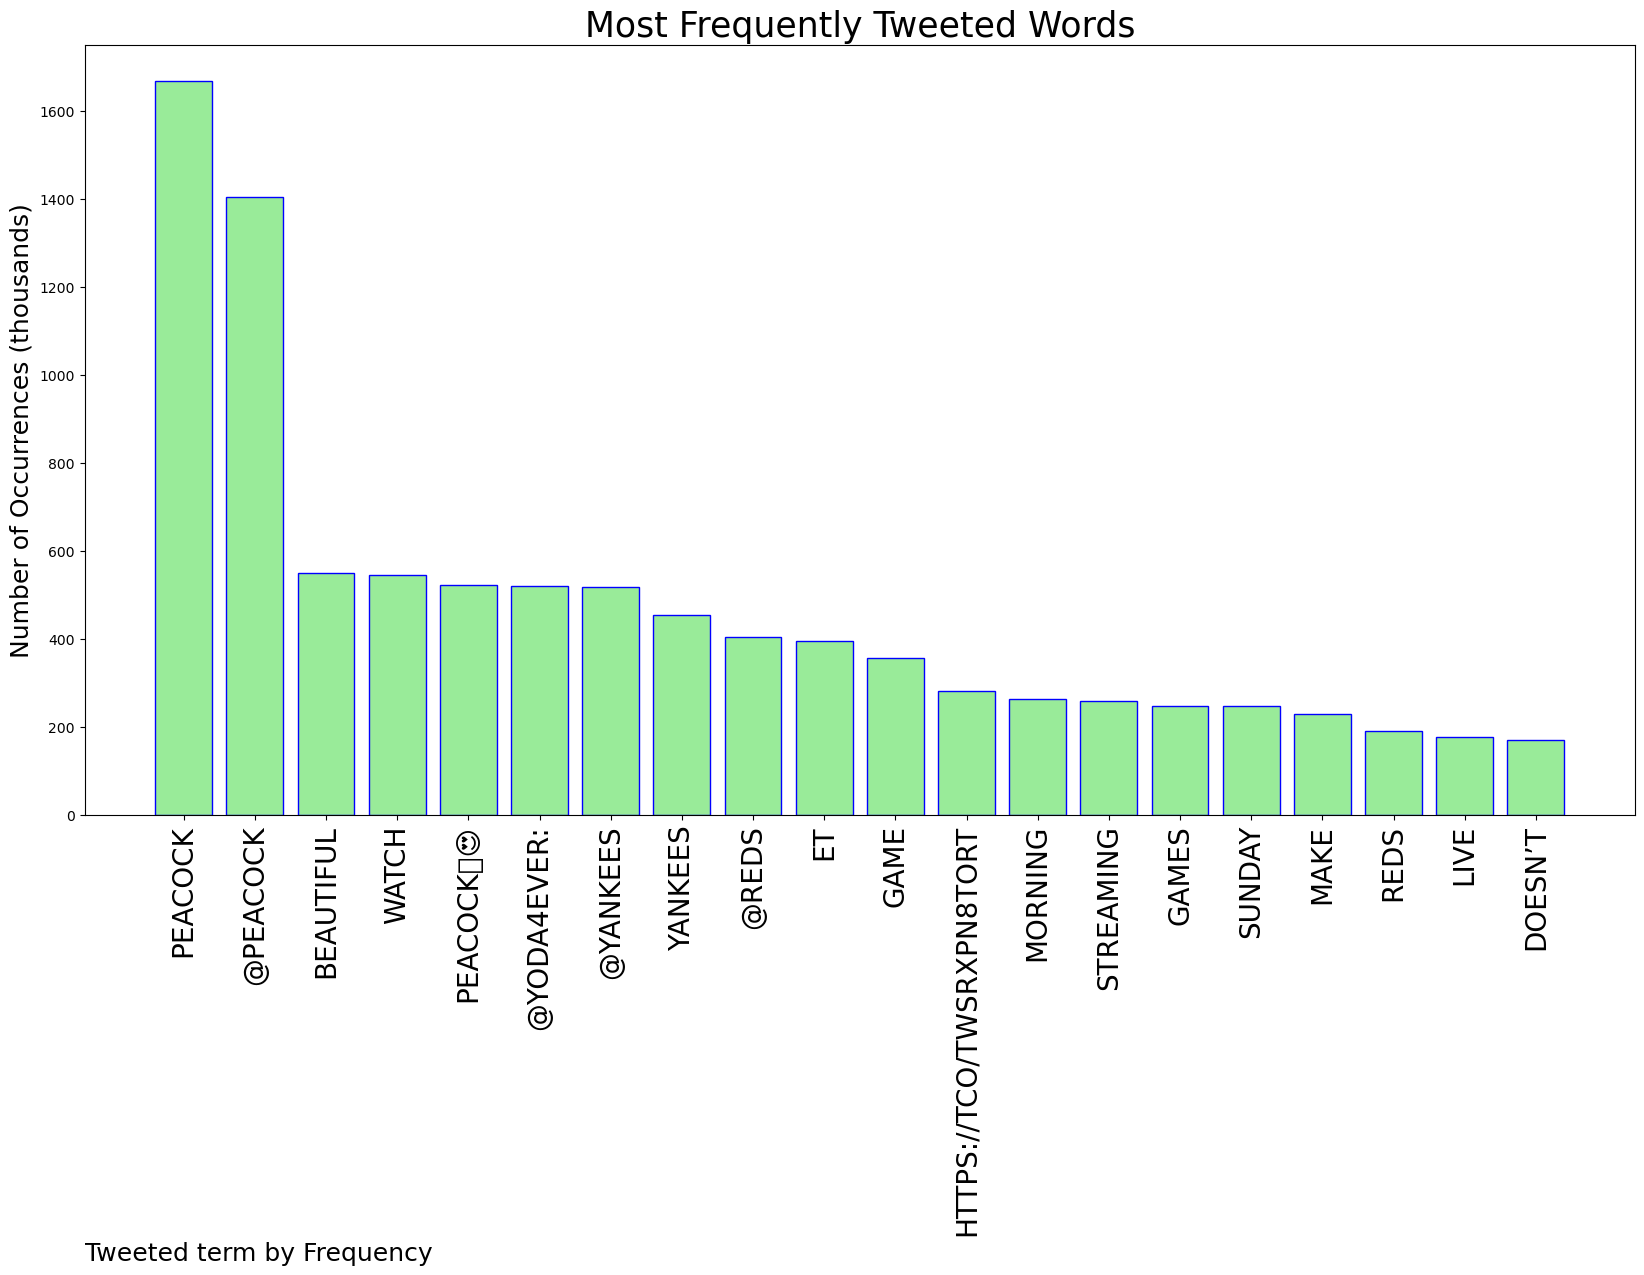 Most Frequently Tweeted Words
Number of Occurrences (thousands)
1600
1400
1200
1000
800
600
400
200
0
PEACOCK
@PEACOCK
BEAUTIFUL
WATCH
PEACOCK▯😍
@YODA4EVER:
@YANKEES
YANKEES
@REDS
ET
GAME
HTTPS://TCO/TWSRXPN8TORT
MORNING
STREAMING
GAMES
SUNDAY
MAKE
REDS
LIVE
DOESN’T
Tweeted term by Frequency